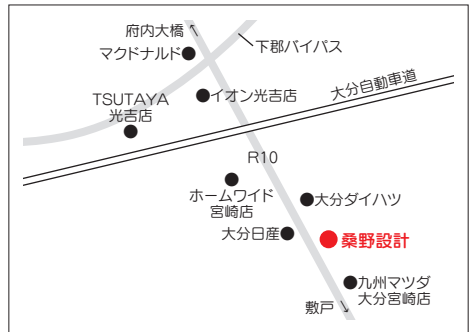 府内大橋
マクドナルド
下郡バイパス
イオン光吉店
大分自動車道
TSUTAYA
光吉店
R10
ホームワイド
宮崎店
大分ダイハツ
大分日産
桑野設計
九州マツダ
大分宮崎店
敷戸